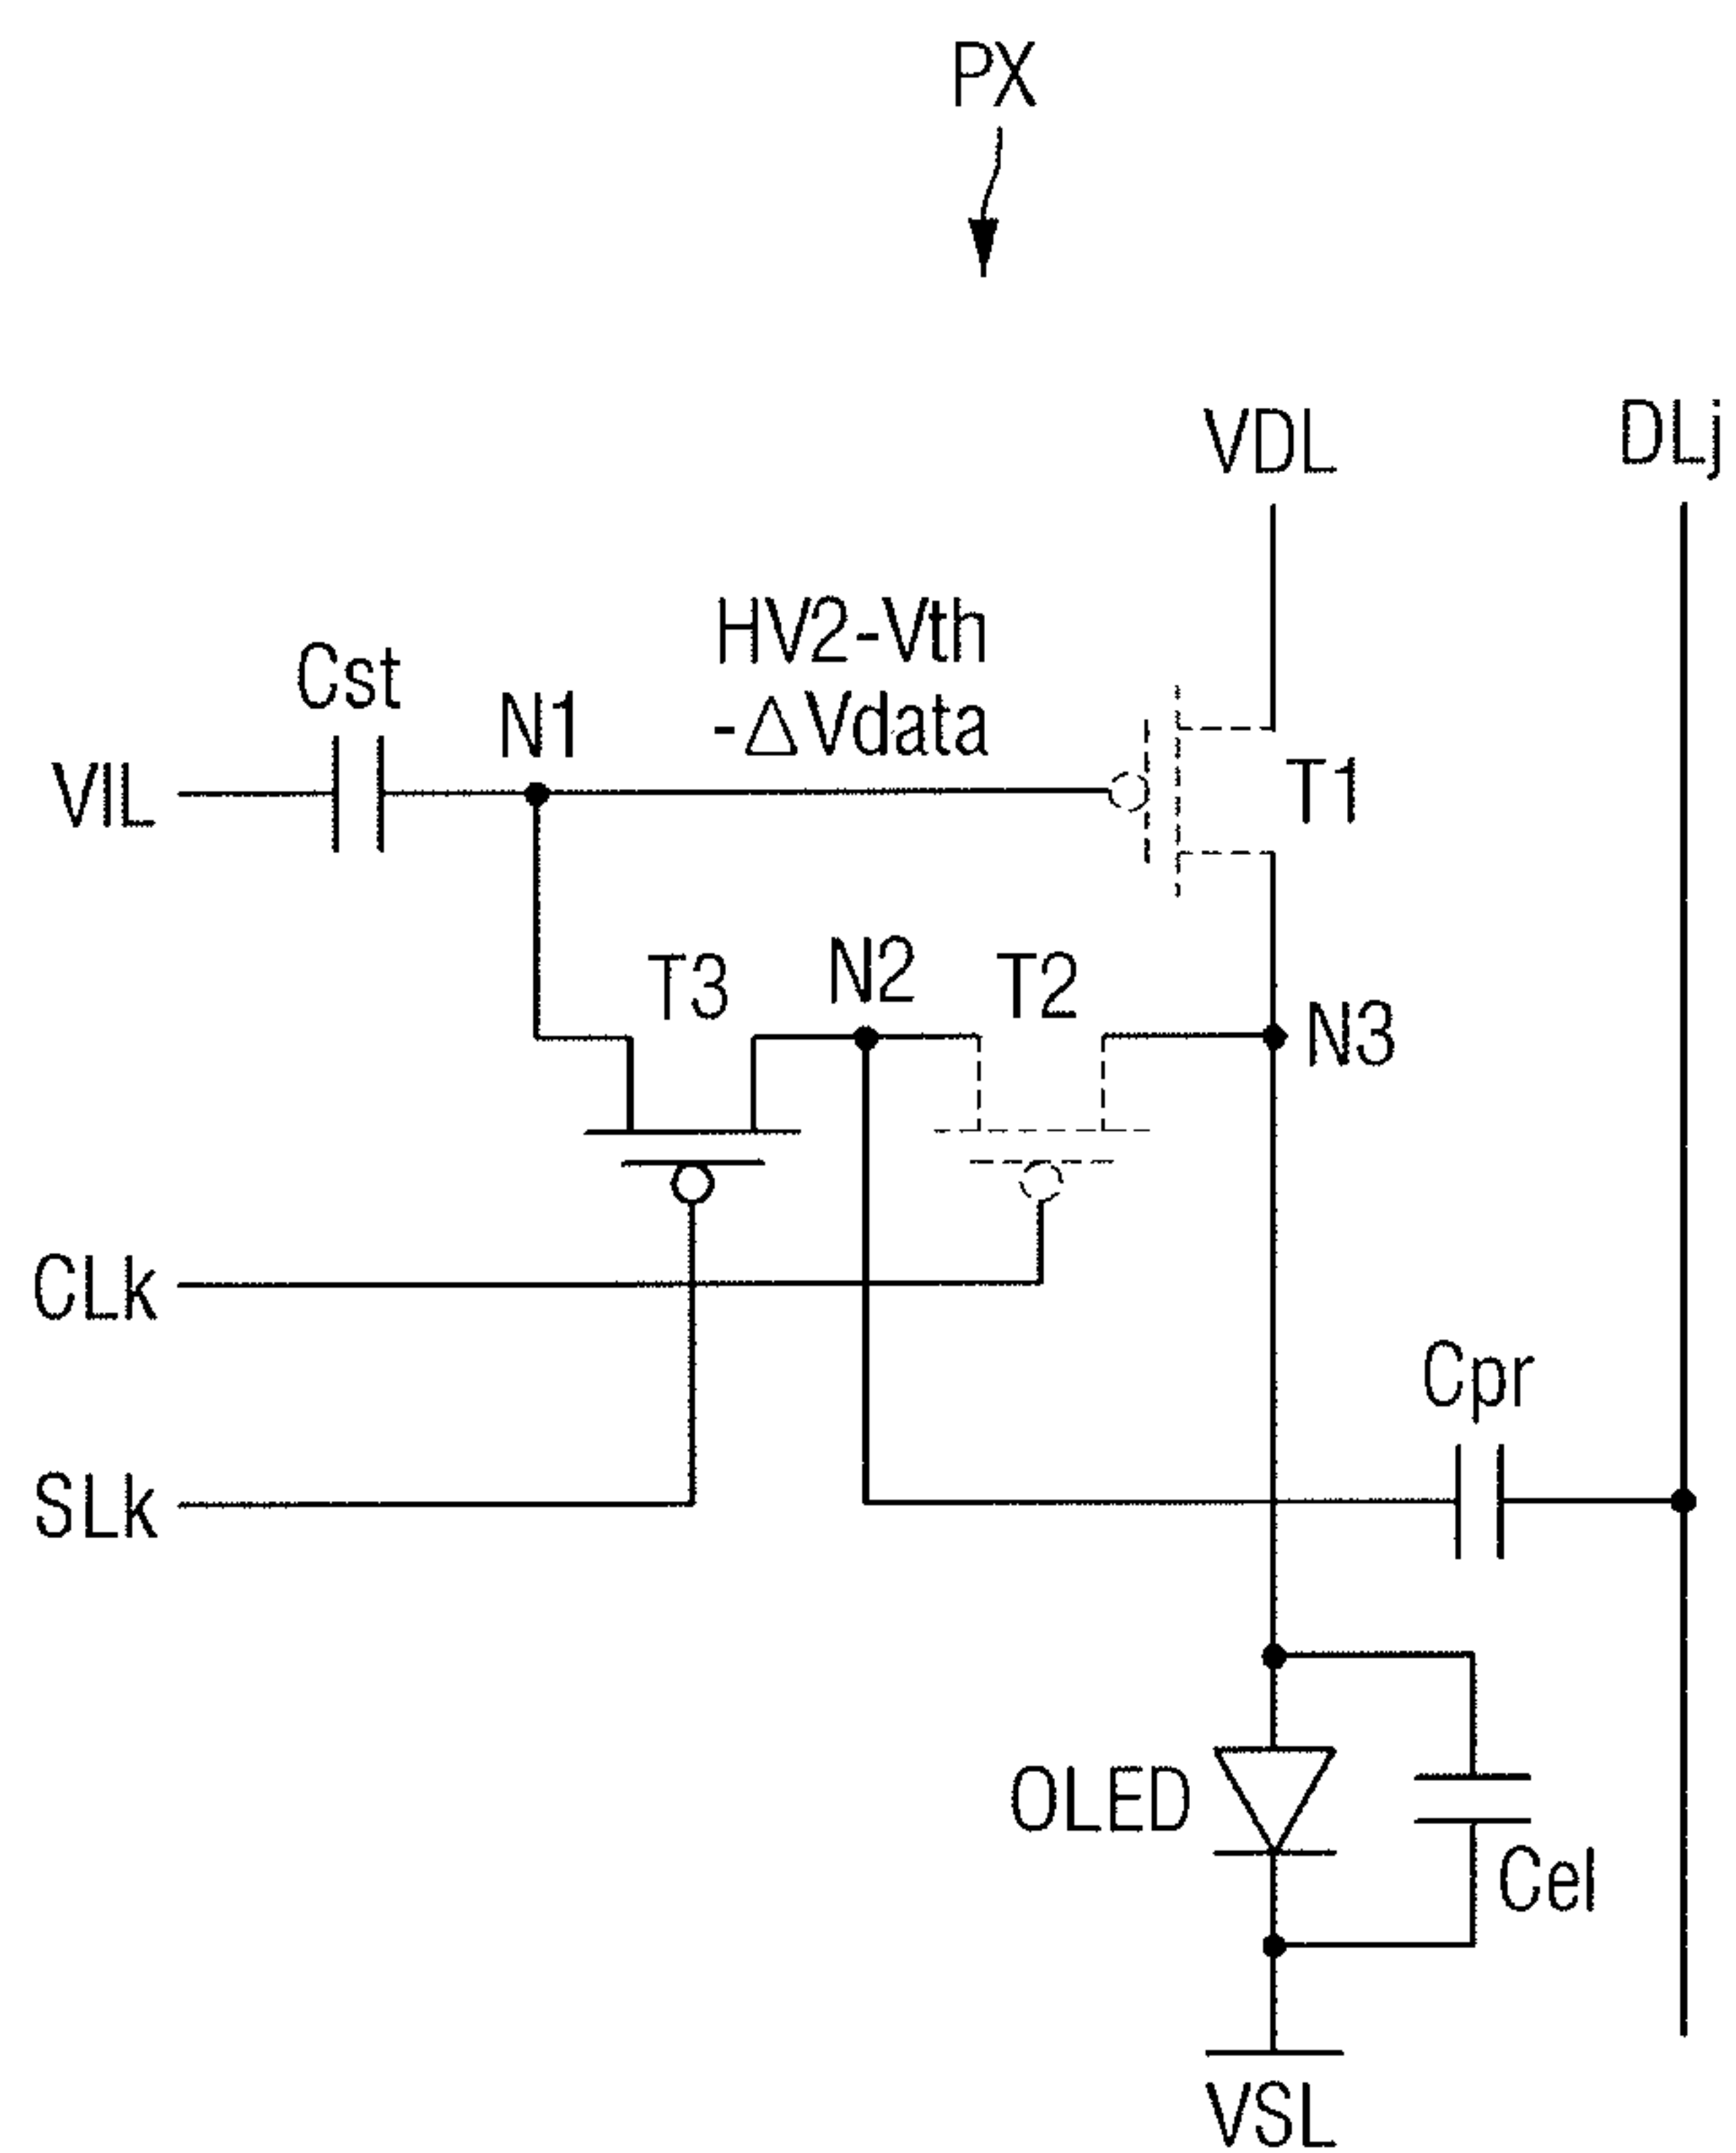 PX
VDL
DLj
HV2-Vth
-△Vdata
Cst
N1
VIL
T1
T3
N2
T2
N3
CLk
Cpr
SLk
OLED
Cel
VSL